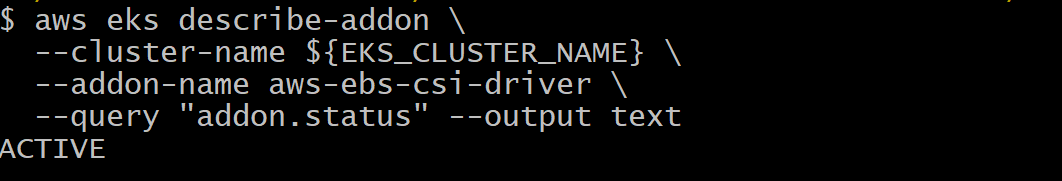 $ aws eks describe-addon \
  --cluster-name ${EKS_CLUSTER_NAME} \
  --addon-name aws-ebs-csi-driver \
  --query "addon.status" --output text
ACTIVE